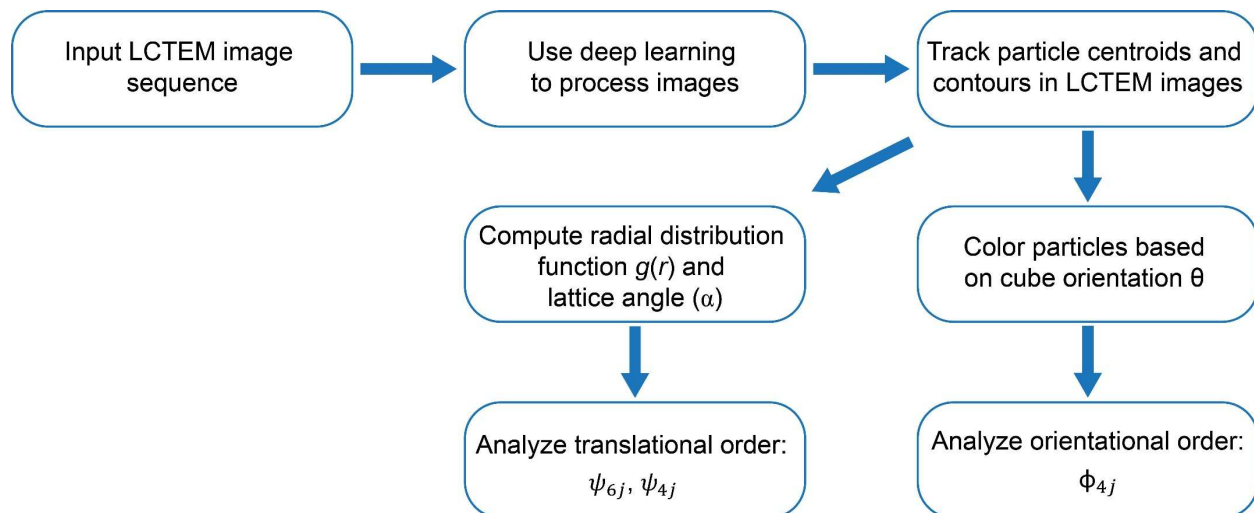 Input LCTEM image
sequence
Use deep learning
to process images
Track particle centroids and
contours in LCTEM images
Compute radial distribution
function g(r) and
lattice angle (α)
Color particles based
on cube orientation θ
Analyze translational order:
ψ₆ⱼ, ψ₄ⱼ
Analyze orientational order:
ϕ₄ⱼ